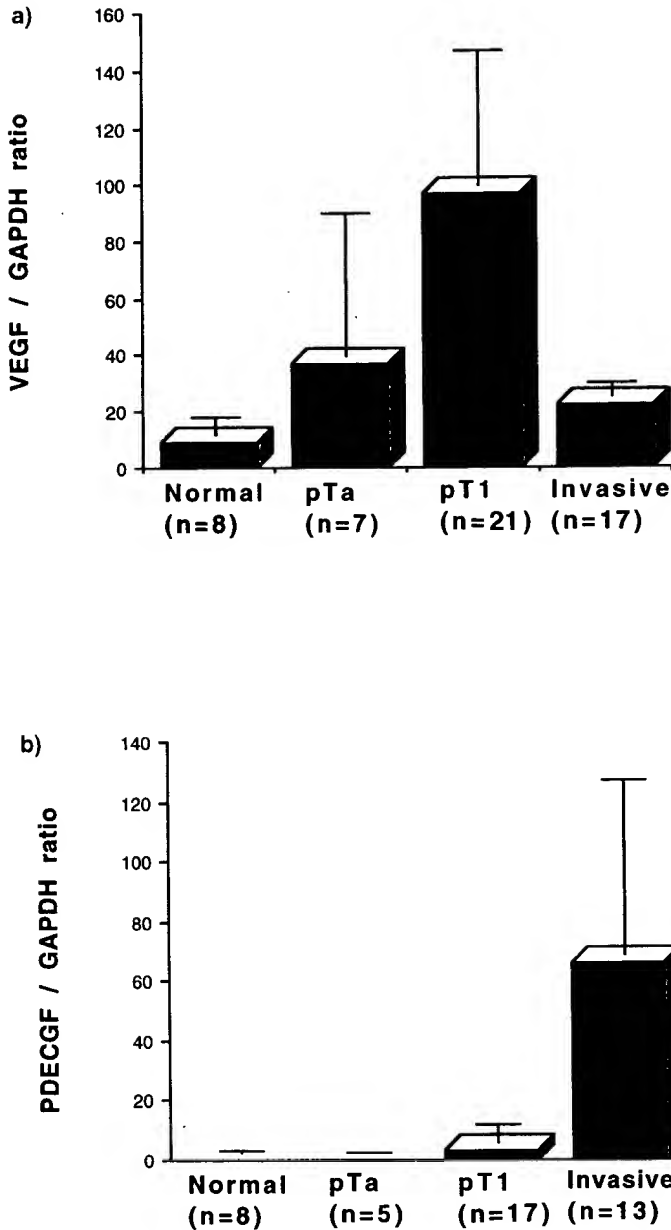 a)
VEGF / GAPDH ratio
160
140
120
100
80
60
40
20
0
Normal pTa pT1 Invasive
(n=8) (n=7) (n=21) (n=17)
b)
PDECGF / GAPDH ratio
140
120
100
80
60
40
20
0
Normal pTa pT1 Invasive
(n=8) (n=5) (n=17) (n=13)